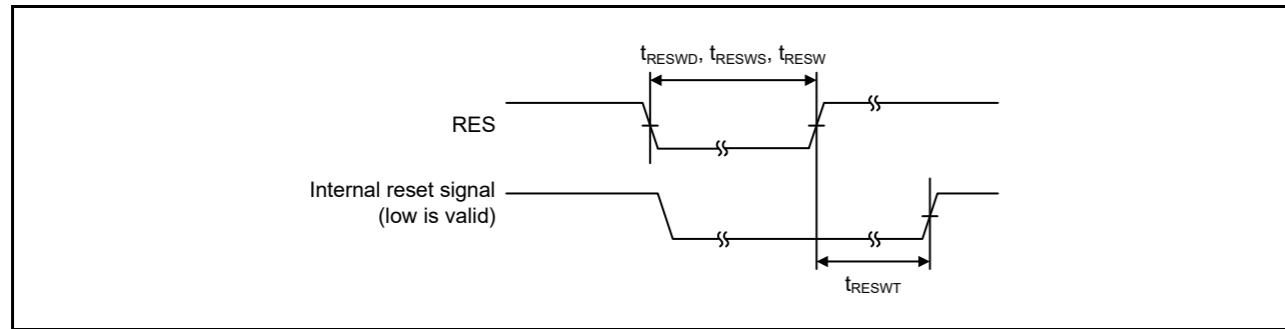 tRESWD, tRESWS, tRESW
RES
Internal reset signal
(low is valid)
tRESWT